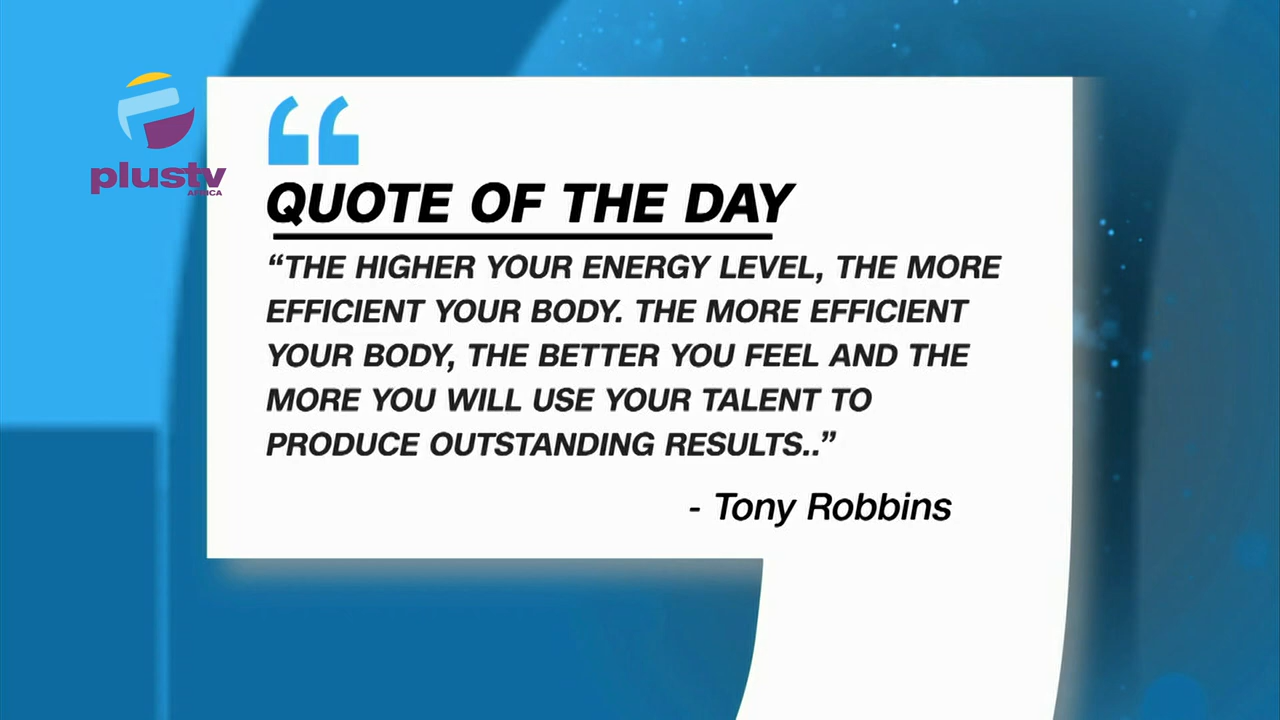 plustv
AFRICA
QUOTE OF THE DAY
“THE HIGHER YOUR ENERGY LEVEL, THE MORE
EFFICIENT YOUR BODY. THE MORE EFFICIENT
YOUR BODY, THE BETTER YOU FEEL AND THE
MORE YOU WILL USE YOUR TALENT TO
PRODUCE OUTSTANDING RESULTS..”
- Tony Robbins